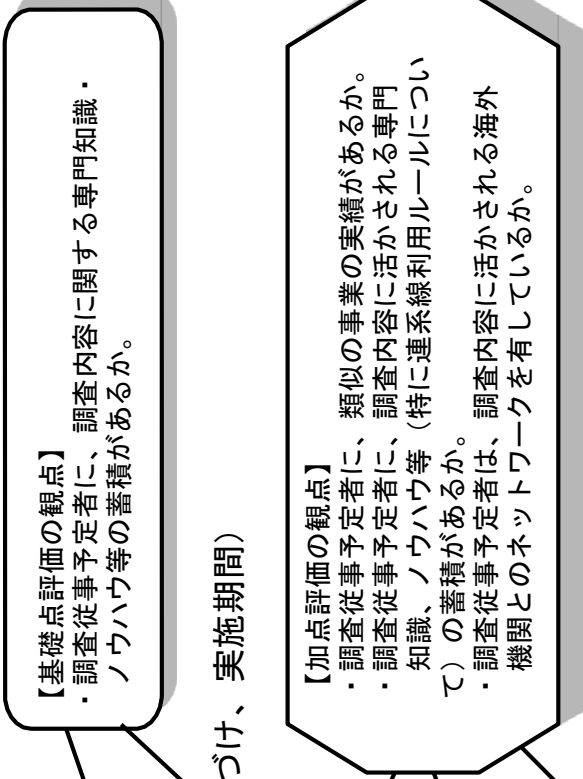 【基礎点評価の観点】
・調査従事予定者に、調査内容に関する専門知識・
ノウハウ等の蓄積があるか。
づけ、実施期間）
【加点評価の観点】
・調査従事予定者に、類似の事業の実績があるか。
・調査従事予定者に、調査内容に活かされる専門
知識、ノウハウ等（特に連系線利用ルールについ
て）の蓄積があるか。
・調査従事予定者は、調査内容に活かされる海外
機関とのネットワークを有しているか。